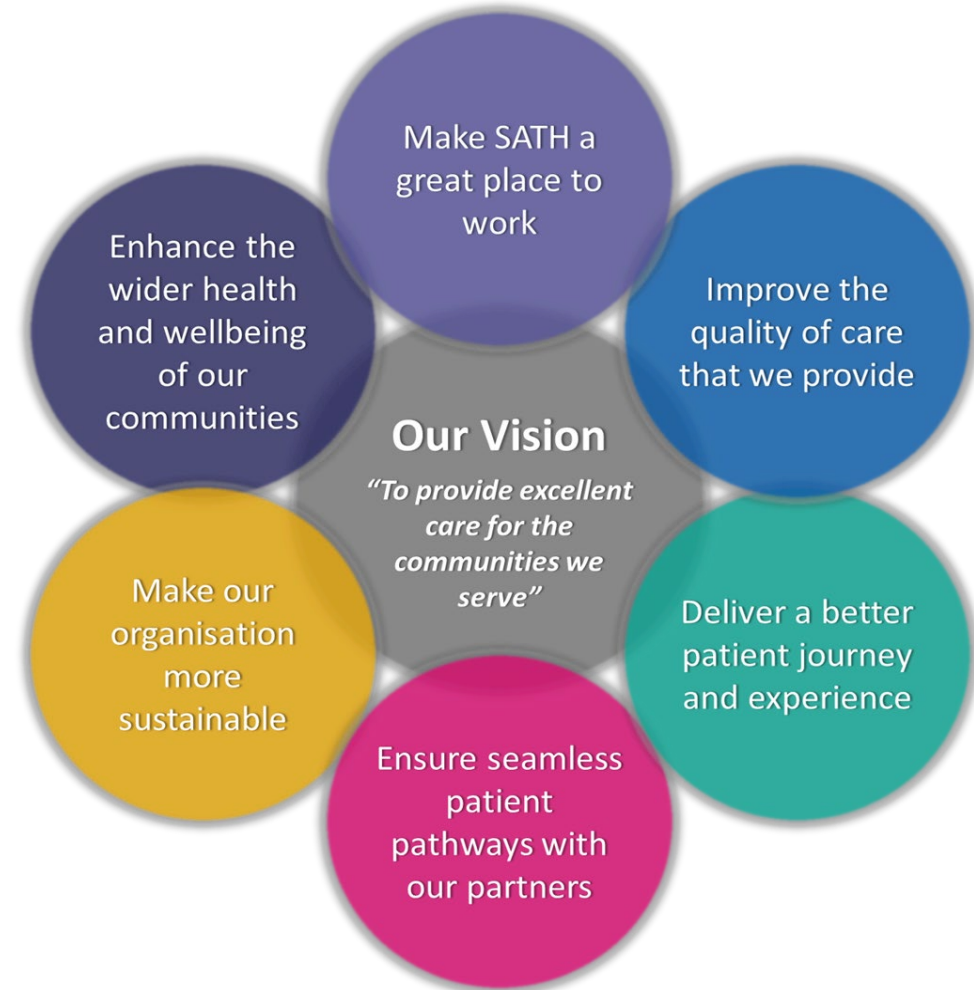 Make SATH a
great place to
work
Improve the
quality of care
that we provide
Deliver a better
patient journey
and experience
Ensure seamless
patient
pathways with
our partners
Make our
organisation
more
sustainable
Enhance the
wider health
and wellbeing
of our
communities
Our Vision
“To provide excellent
care for the
communities we
serve”